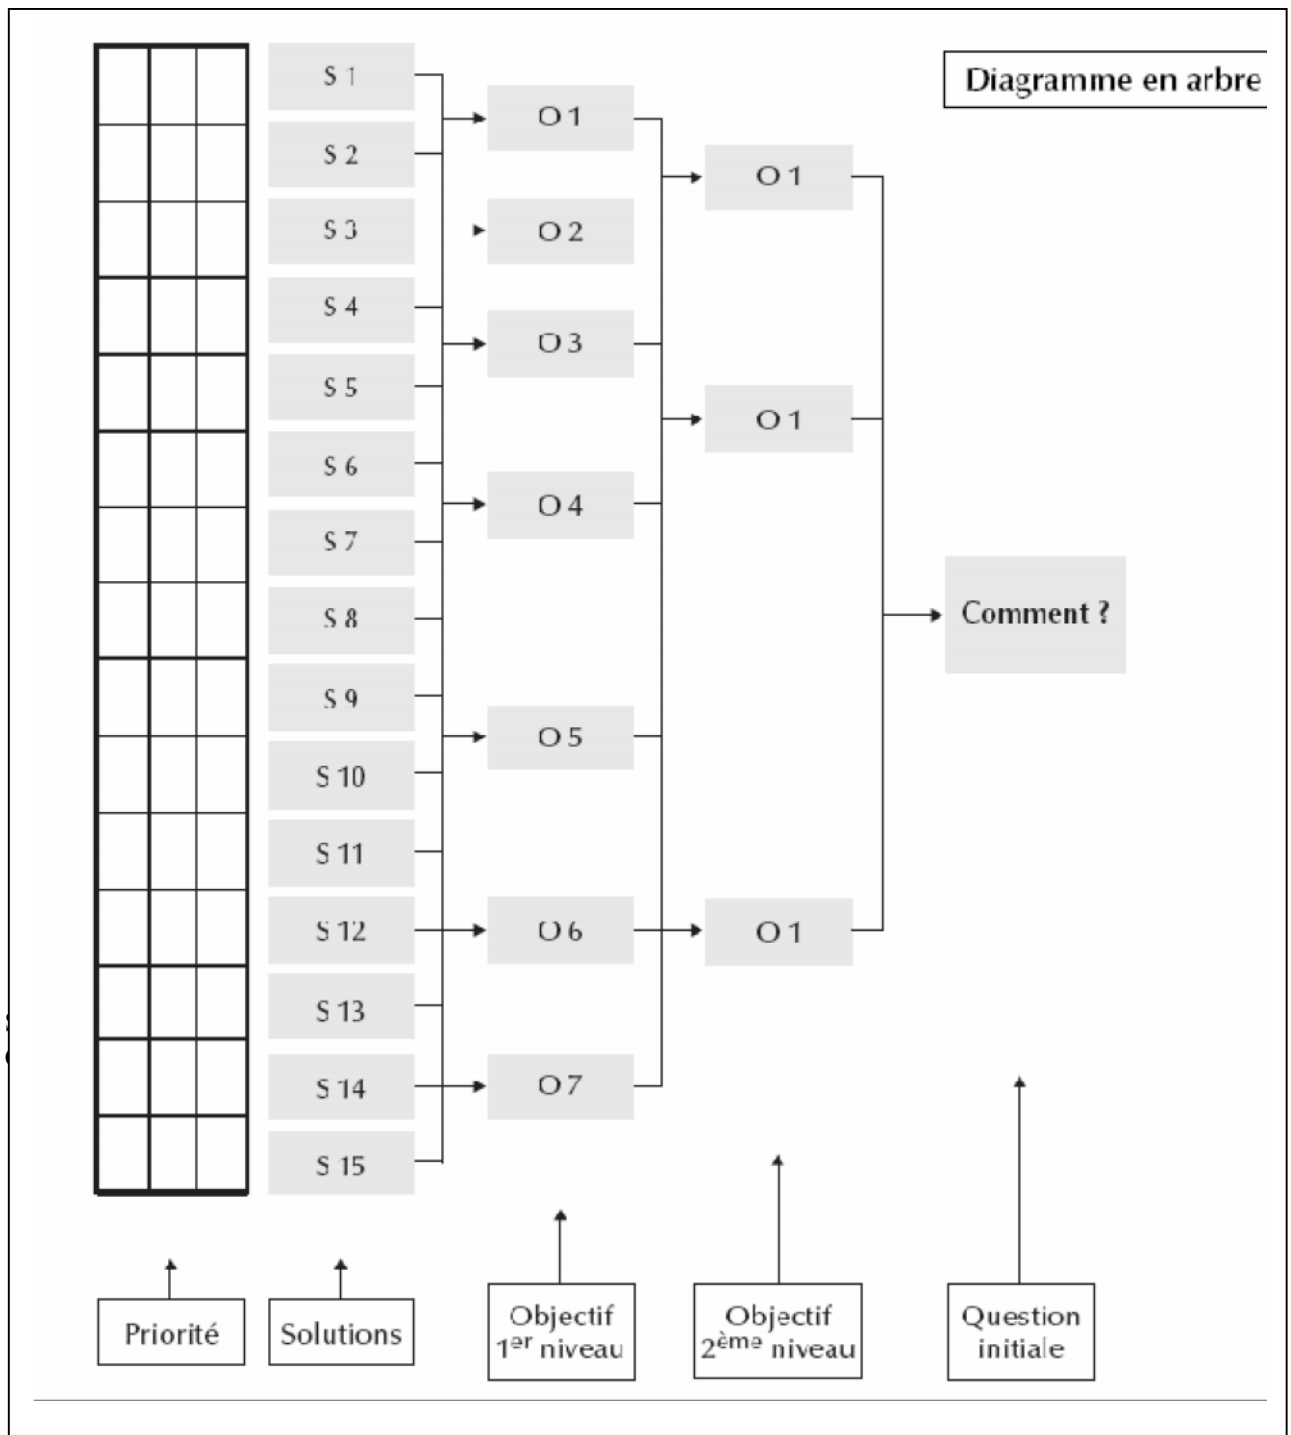 Diagramme en arbre
S 1
S 2
S 3
S 4
S 5
S 6
S 7
S 8
S 9
S 10
S 11
S 12
S 13
S 14
S 15
O 1
O 2
O 3
O 4
O 5
O 6
O 7
O 1
O 1
O 1
Comment ?
Priorité
Solutions
Objectif
1er niveau
Objectif
2ème niveau
Question
initiale